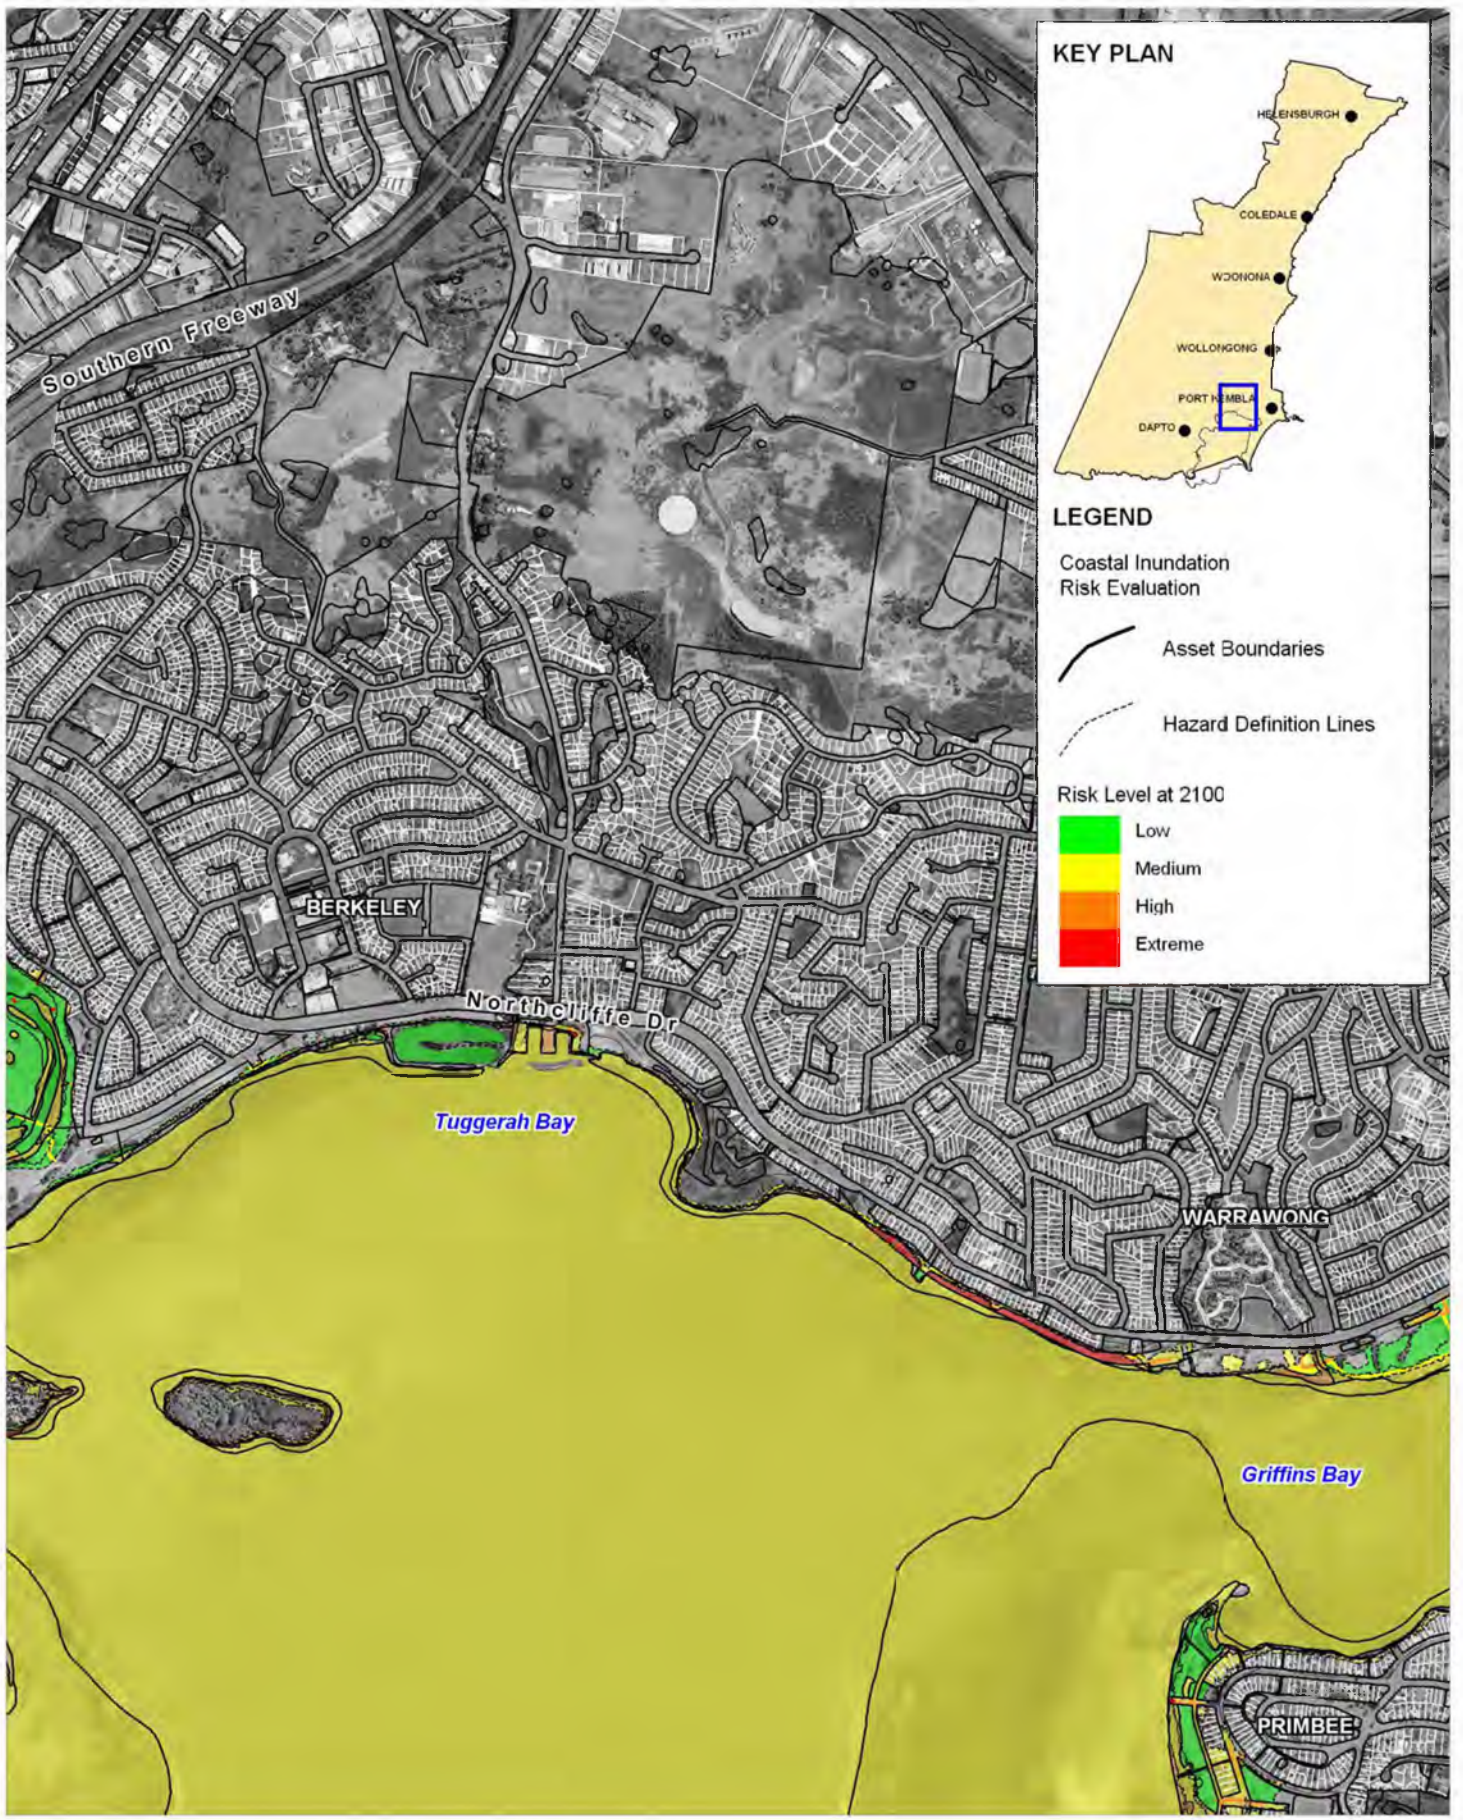 KEY PLAN
HELENSBURGH
COLEDALE
WOONONA
WOLLONGONG
PORT KEMBLA
DAPTO
LEGEND
Coastal Inundation
Risk Evaluation
Asset Boundaries
Hazard Definition Lines
Risk Level at 2100
Low
Medium
High
Extreme
Southern Freeway
BERKELEY
Northcliffe Dr
Tuggerah Bay
WARRAWONG
Griffins Bay
PRIMBEE